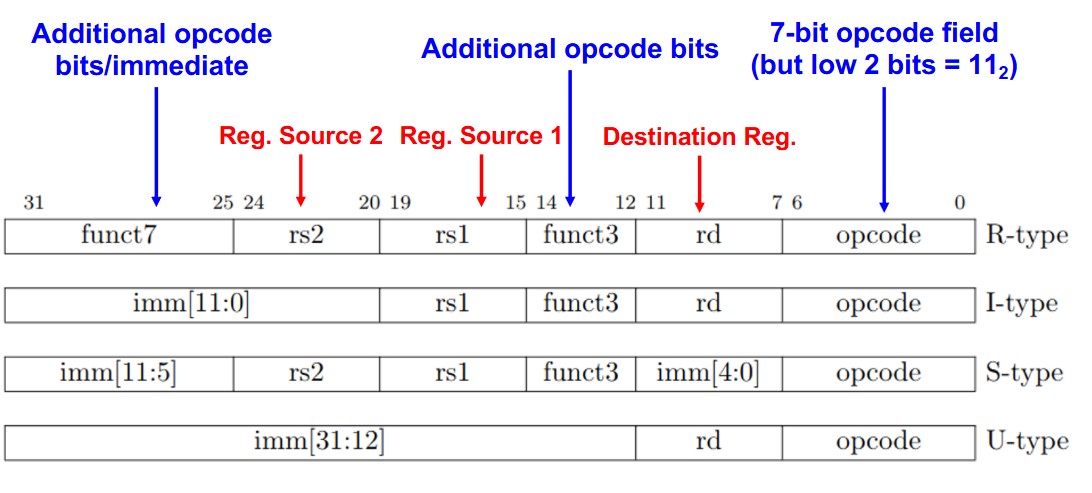 Additional opcode
bits/immediate
Additional opcode bits
7-bit opcode field
(but low 2 bits = 11₂)
Reg. Source 2 Reg. Source 1 Destination Reg.
31 25 24 20 19 15 14 12 11 7 6 0
funct7 rs2 rs1 funct3 rd opcode R-type
imm[11:0] rs1 funct3 rd opcode I-type
imm[11:5] rs2 rs1 funct3 imm[4:0] opcode S-type
imm[31:12] rd opcode U-type